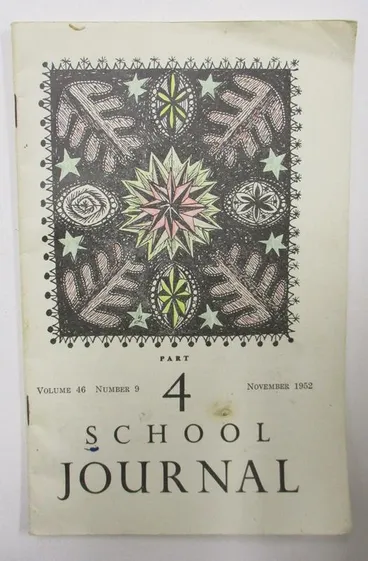 PART
VOLUME 46 NUMBER 9 4 NOVEMBER 1952
SCHOOL
JOURNAL